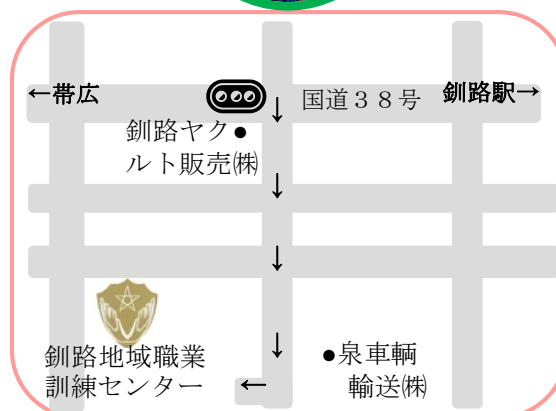 ←帯広
国道３８号
釧路駅→
釧路ヤク●
ルト販売㈱
↓
↓
↓
↓
釧路地域職業
訓練センター
←
●泉車輌
輸送㈱